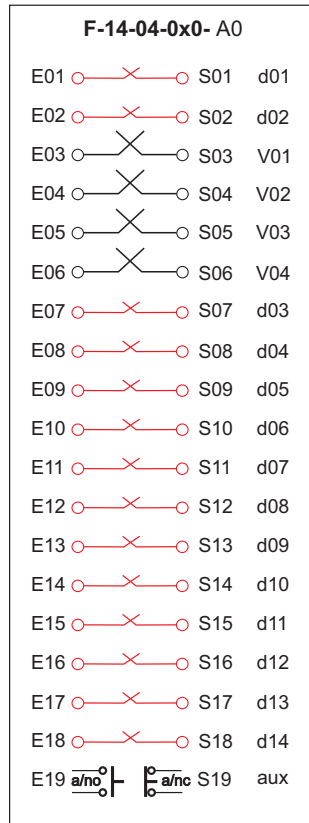 F-14-04-0x0- A0
E01 S01 d01
E02 S02 d02
E03 S03 V01
E04 S04 V02
E05 S05 V03
E06 S06 V04
E07 S07 d03
E08 S08 d04
E09 S09 d05
E10 S10 d06
E11 S11 d07
E12 S12 d08
E13 S13 d09
E14 S14 d10
E15 S15 d11
E16 S16 d12
E17 S17 d13
E18 S18 d14
E19 a/no a/nc S19 aux